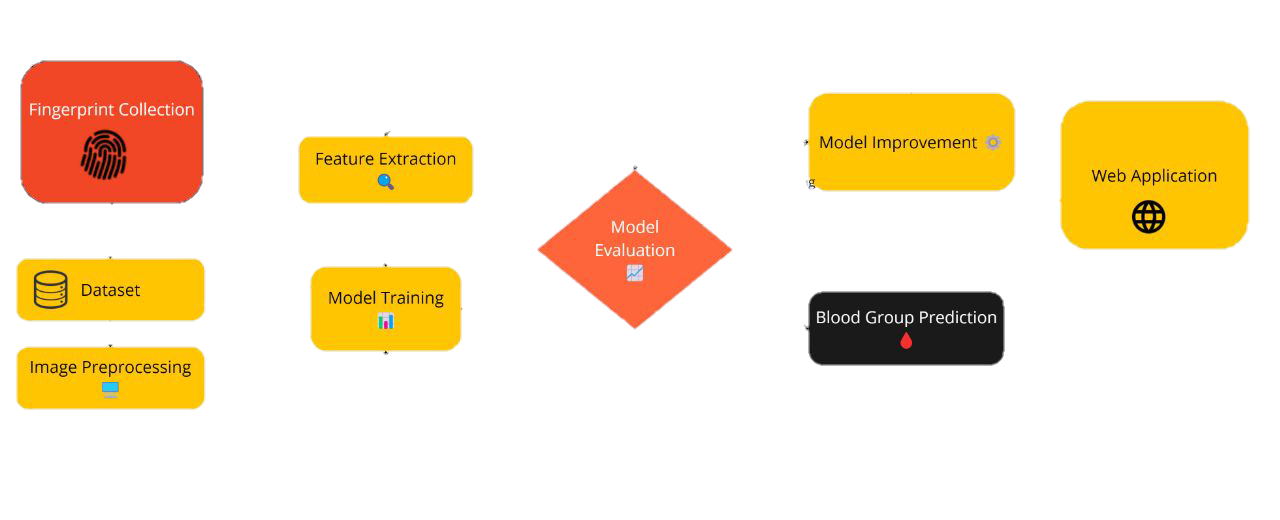 Fingerprint Collection
Dataset
Image Preprocessing
Feature Extraction
Model Training
Model
Evaluation
Model Improvement
g
Blood Group Prediction
Web Application